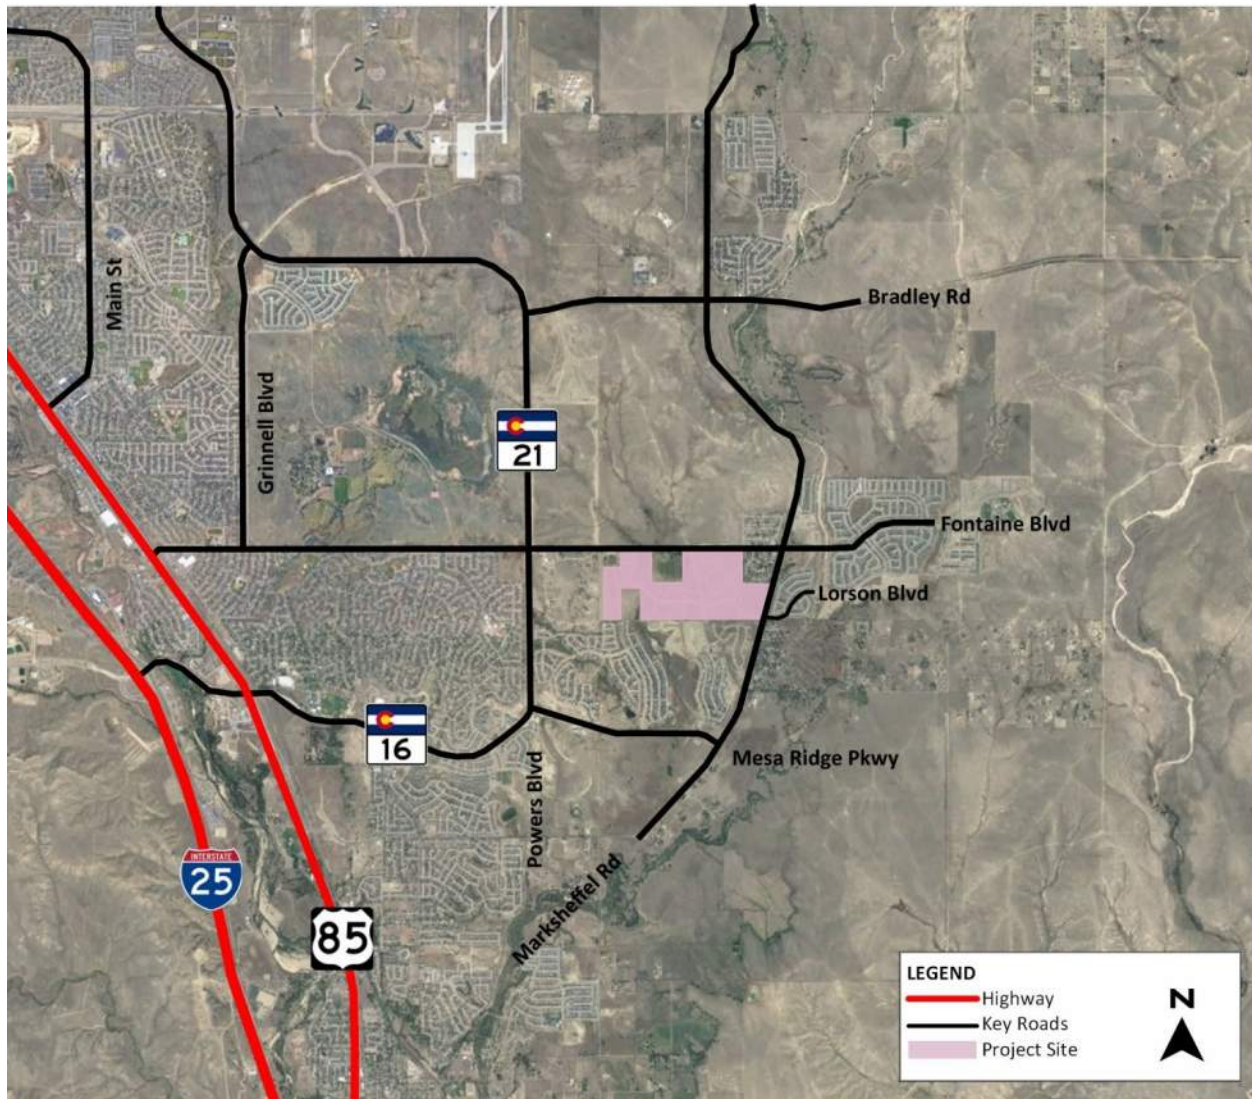 Main St
Bradley Rd
Grinnell Blvd
21
Fontaine Blvd
Lorson Blvd
16
Mesa Ridge Pkwy
Powers Blvd
INTERSTATE
25
Marksheffel Rd
85
LEGEND
Highway
Key Roads
Project Site
N